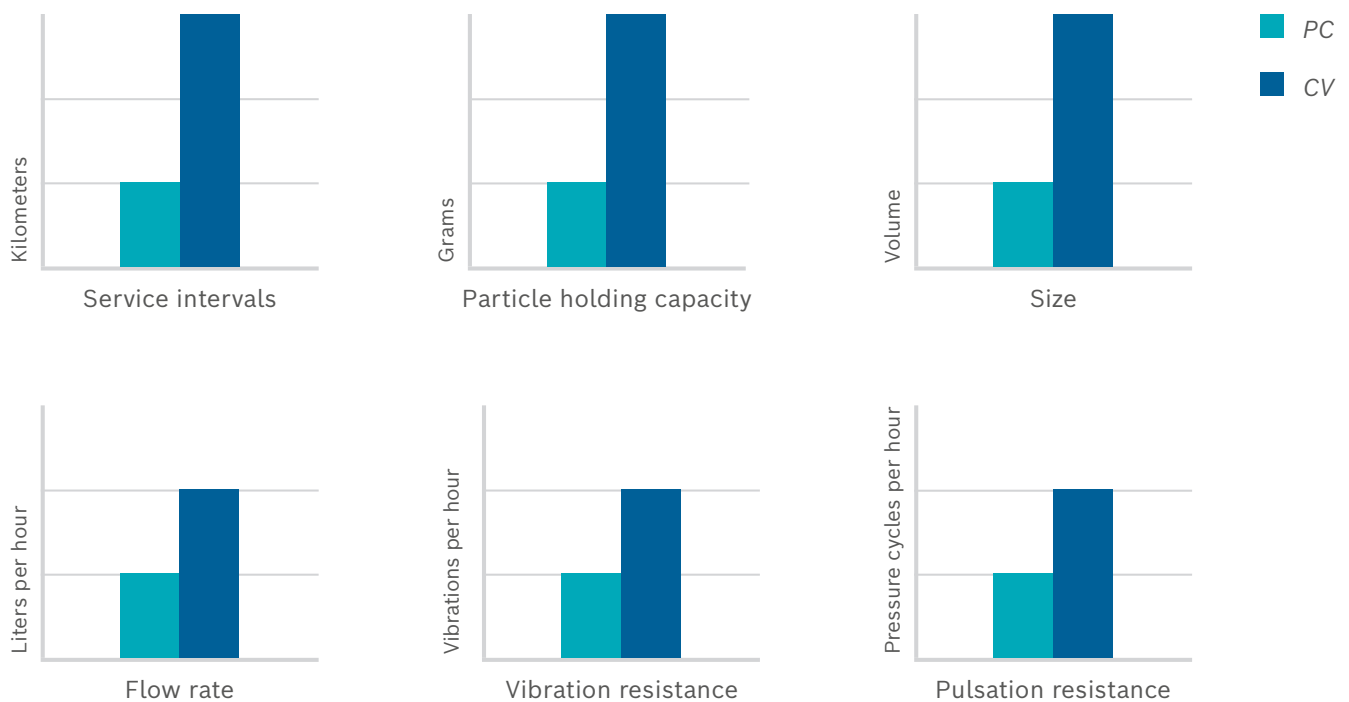 PC
CV
Kilometers
Service intervals
Grams
Particle holding capacity
Volume
Size
Liters per hour
Flow rate
Vibrations per hour
Vibration resistance
Pressure cycles per hour
Pulsation resistance